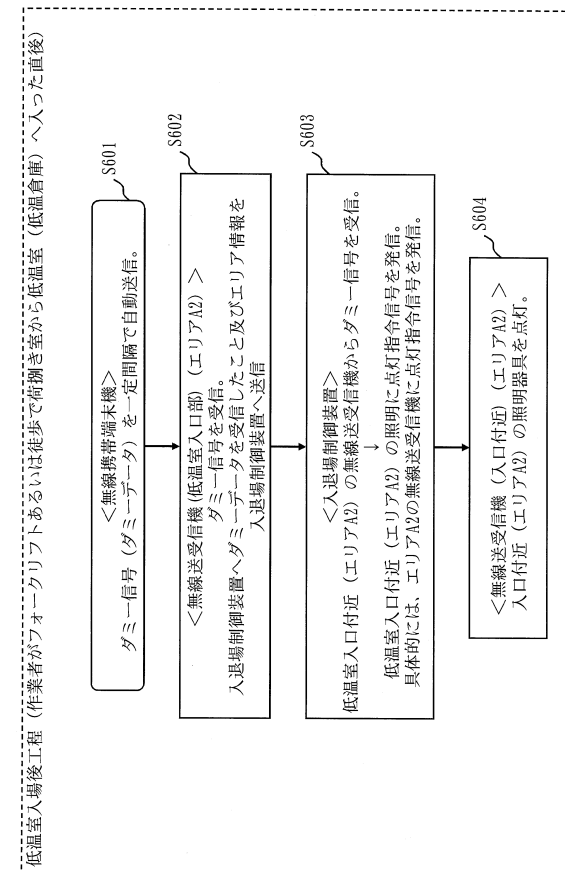 低温室入場後工程（作業者がフォークリフトあるいは徒歩で荷捌き室から低温室（低温倉庫）へ入った直後）
S601
＜無線携帯端末機＞
ダミー信号（ダミーデータ）を一定間隔で自動送信。
S602
＜無線送受信機(低温室入口部)（エリアA2）＞
ダミー信号を受信。
入退場制御装置へダミーデータを受信したこと及びエリア情報を
入退場制御装置へ送信
S603
＜入退場制御装置＞
低温室入口付近（エリアA2）の無線送受信機からダミー信号を受信。
↓
低温室入口付近（エリアA2）の照明に点灯指令信号を発信。
具体的には、エリアA2の無線送受信機に点灯指令信号を発信。
S604
＜無線送受信機（入口付近）（エリアA2）＞
入口付近（エリアA2）の照明器具を点灯。